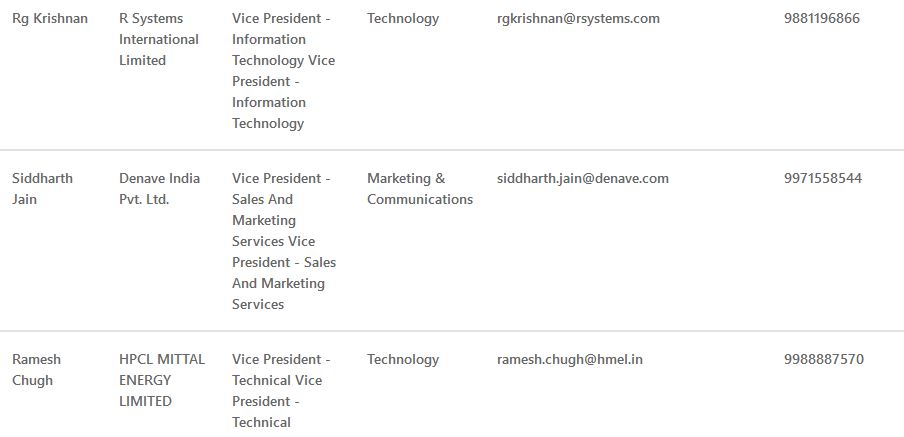 Rg Krishnan
R Systems
International
Limited
Vice President -
Information
Technology Vice
President -
Information
Technology
Technology
rgkrishnan@rsystems.com
9881196866
Siddharth
Jain
Denave India
Pvt. Ltd.
Vice President -
Sales And
Marketing
Services Vice
President - Sales
And Marketing
Services
Marketing &
Communications
siddharth.jain@denave.com
9971558544
Ramesh
Chugh
HPCL MITTAL
ENERGY
LIMITED
Vice President -
Technical Vice
President -
Technical
Technology
ramesh.chugh@hmel.in
9988887570